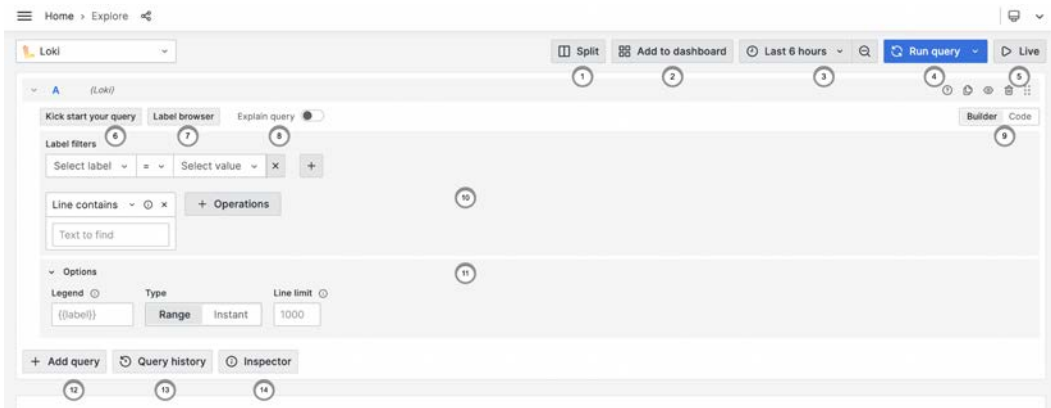 Home › Explore
Loki
Split
Add to dashboard
Last 6 hours
Run query
Live
1
2
3
4
5
A (Loki)
Kick start your query
Label browser
Explain query
Builder
Code
6
7
8
9
Label filters
Select label
=
Select value
×
+
Line contains
×
+ Operations
10
Text to find
Options
11
Legend
Type
Line limit
{{label}}
Range
Instant
1000
+ Add query
Query history
Inspector
12
13
14